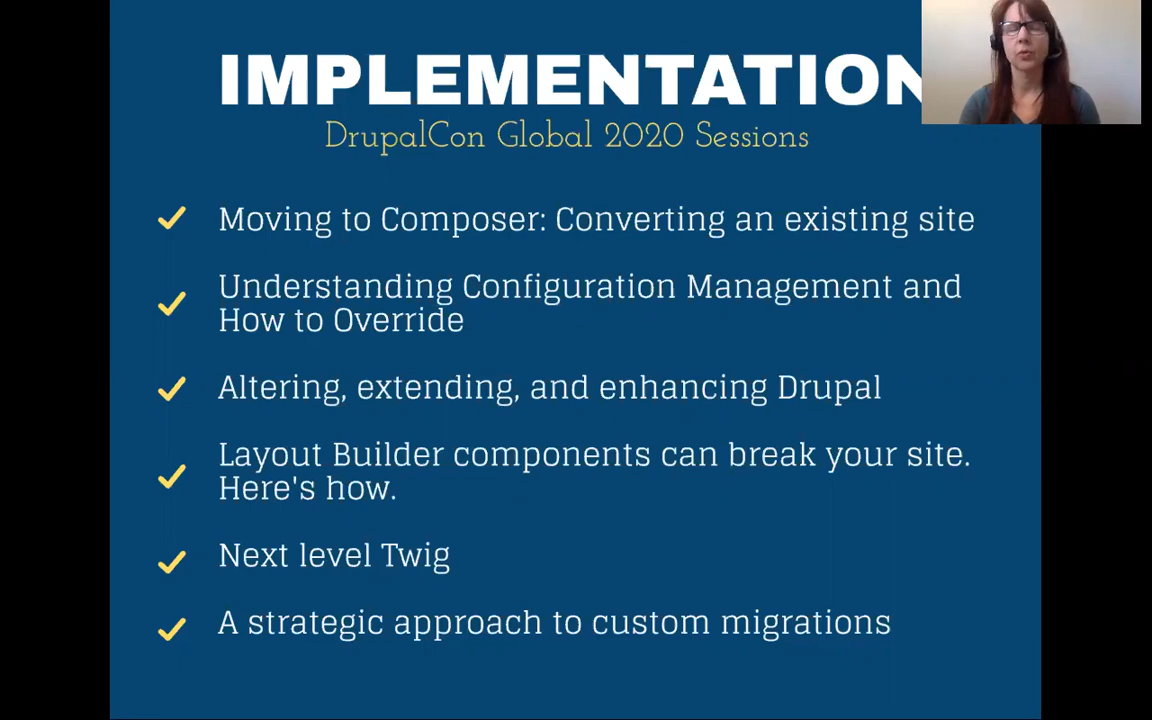 IMPLEMENTATION
DrupalCon Global 2020 Sessions
Moving to Composer: Converting an existing site
Understanding Configuration Management and
How to Override
Altering, extending, and enhancing Drupal
Layout Builder components can break your site.
Here's how.
Next level Twig
A strategic approach to custom migrations